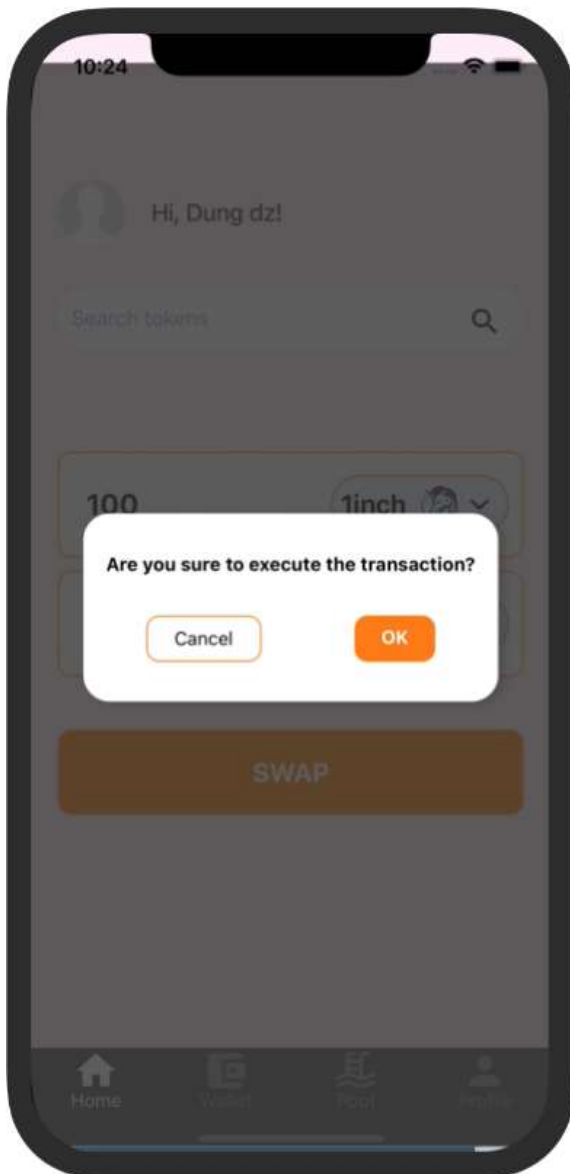 10:24
Hi, Dung dz!
Search tokens
100
1inch
Are you sure to execute the transaction?
Cancel
OK
SWAP
Home
Wallet
Pool
Profile